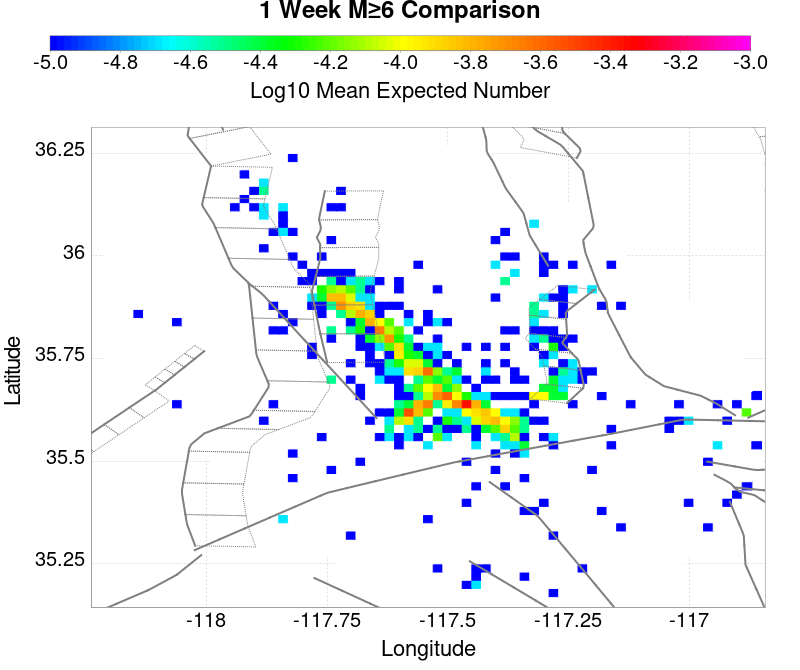 1 Week M≥6 Comparison
-5.0 -4.8 -4.6 -4.4 -4.2 -4.0 -3.8 -3.6 -3.4 -3.2 -3.0
Log10 Mean Expected Number
36.25
36
35.75
35.5
35.25
Latitude
-118 -117.75 -117.5 -117.25 -117
Longitude